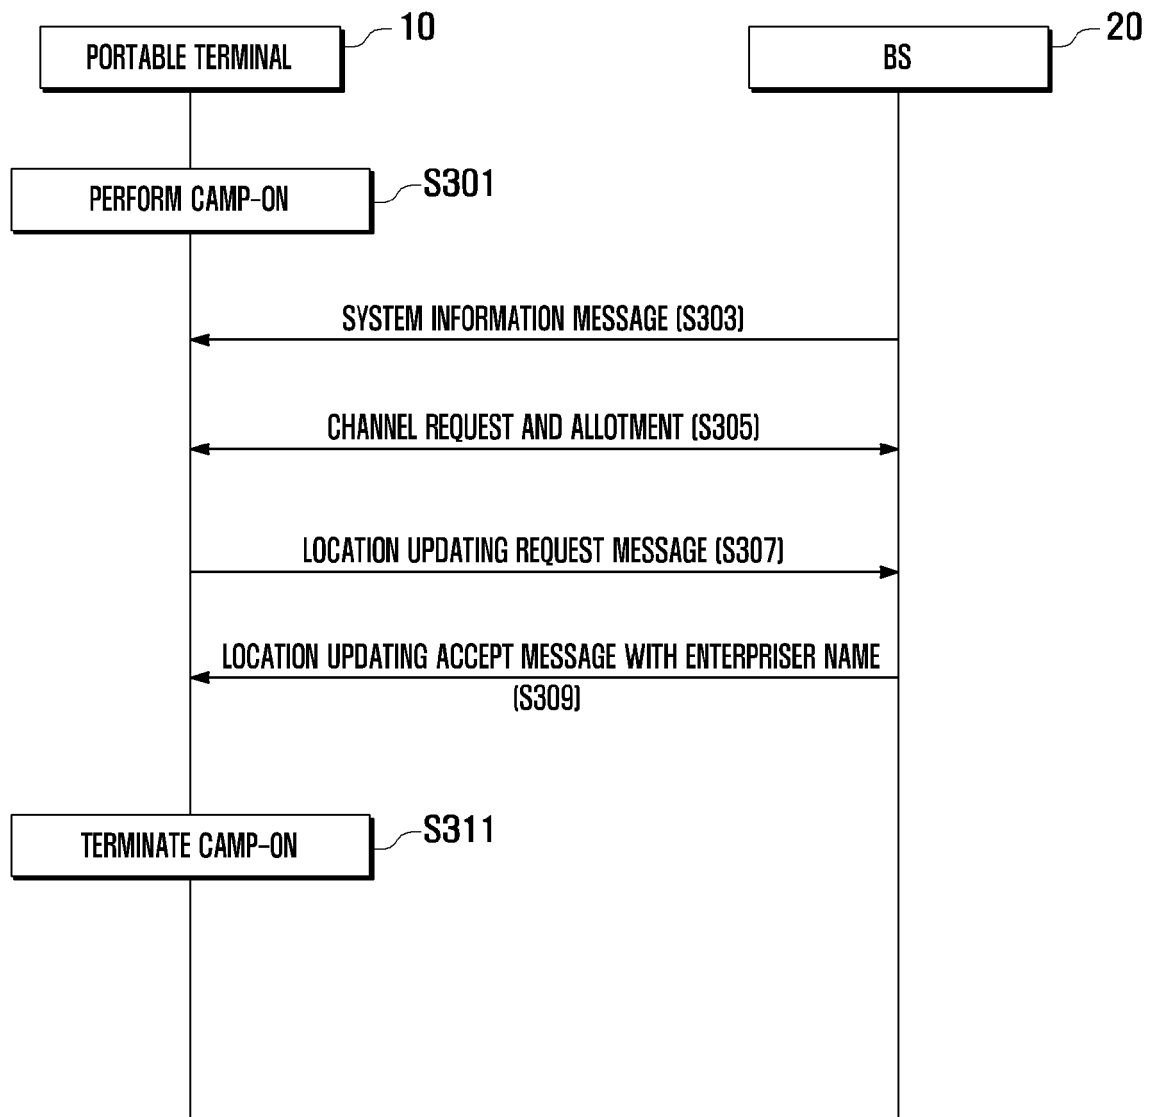 PORTABLE TERMINAL
10
BS
20
PERFORM CAMP-ON
S301
SYSTEM INFORMATION MESSAGE (S303)
CHANNEL REQUEST AND ALLOTMENT (S305)
LOCATION UPDATING REQUEST MESSAGE (S307)
LOCATION UPDATING ACCEPT MESSAGE WITH ENTERPRISER NAME
(S309)
TERMINATE CAMP-ON
S311